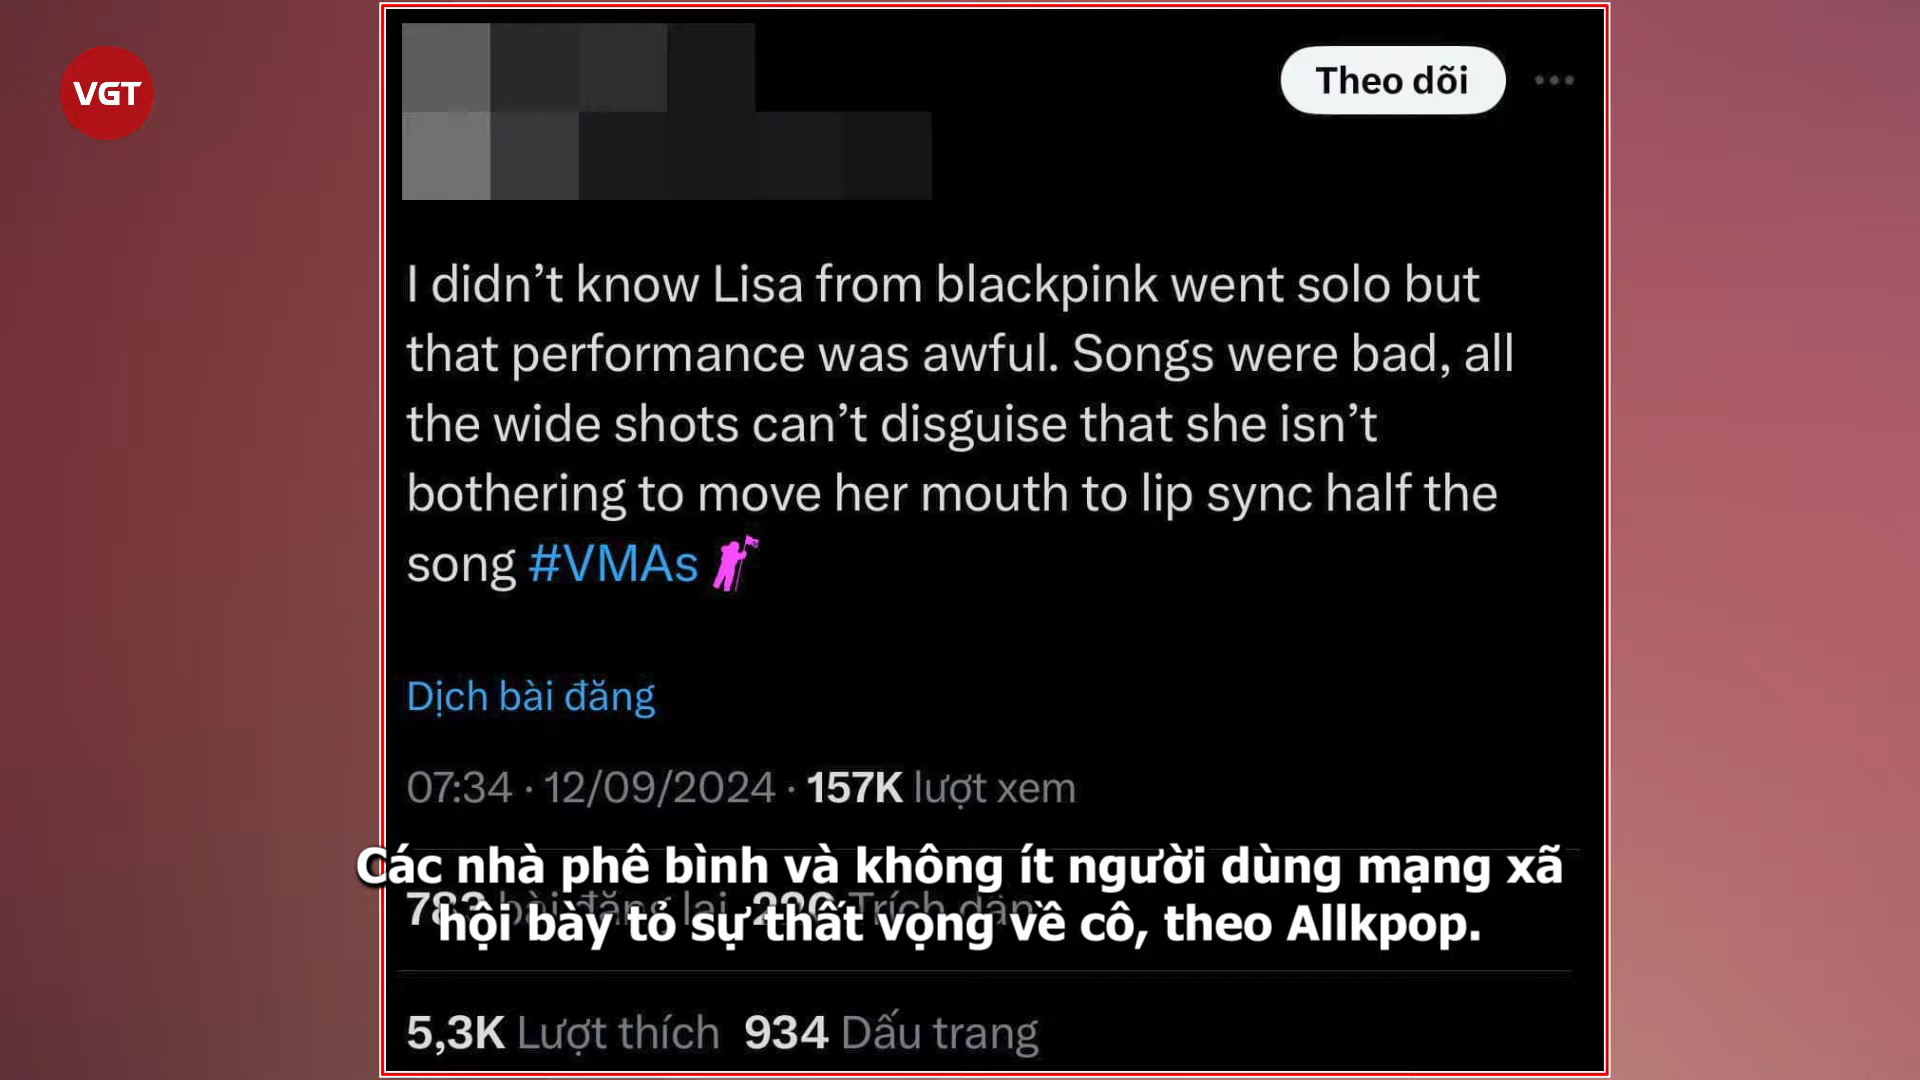 VGT
Theo dõi
I didn’t know Lisa from blackpink went solo but
that performance was awful. Songs were bad, all
the wide shots can’t disguise that she isn’t
bothering to move her mouth to lip sync half the
song #VMAs
Dịch bài đăng
07:34 · 12/09/2024 · 157K lượt xem
Các nhà phê bình và không ít người dùng mạng xã
hội bày tỏ sự thất vọng về cô, theo Allkpop.
5,3K Lượt thích 934 Dấu trang